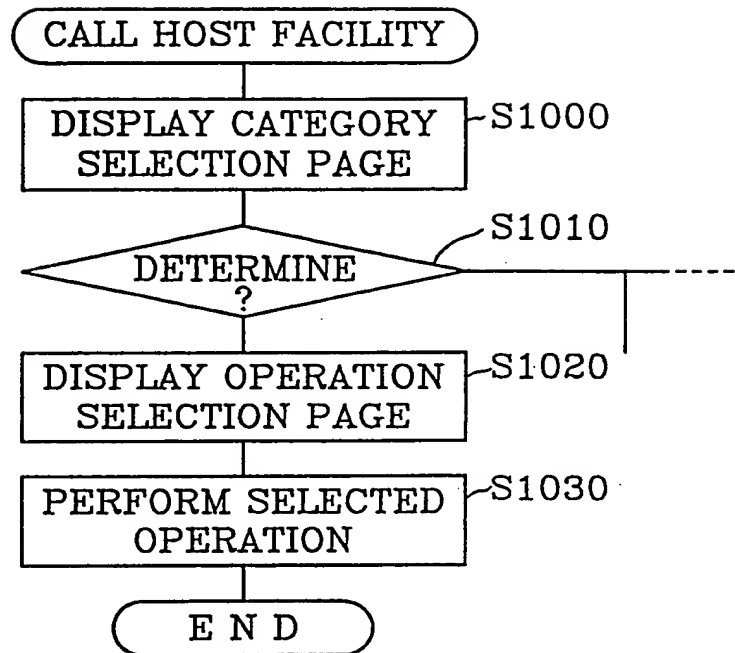 CALL HOST FACILITY
DISPLAY CATEGORY
SELECTION PAGE
S1000
S1010
DETERMINE
?
DISPLAY OPERATION
SELECTION PAGE
S1020
PERFORM SELECTED
OPERATION
S1030
END